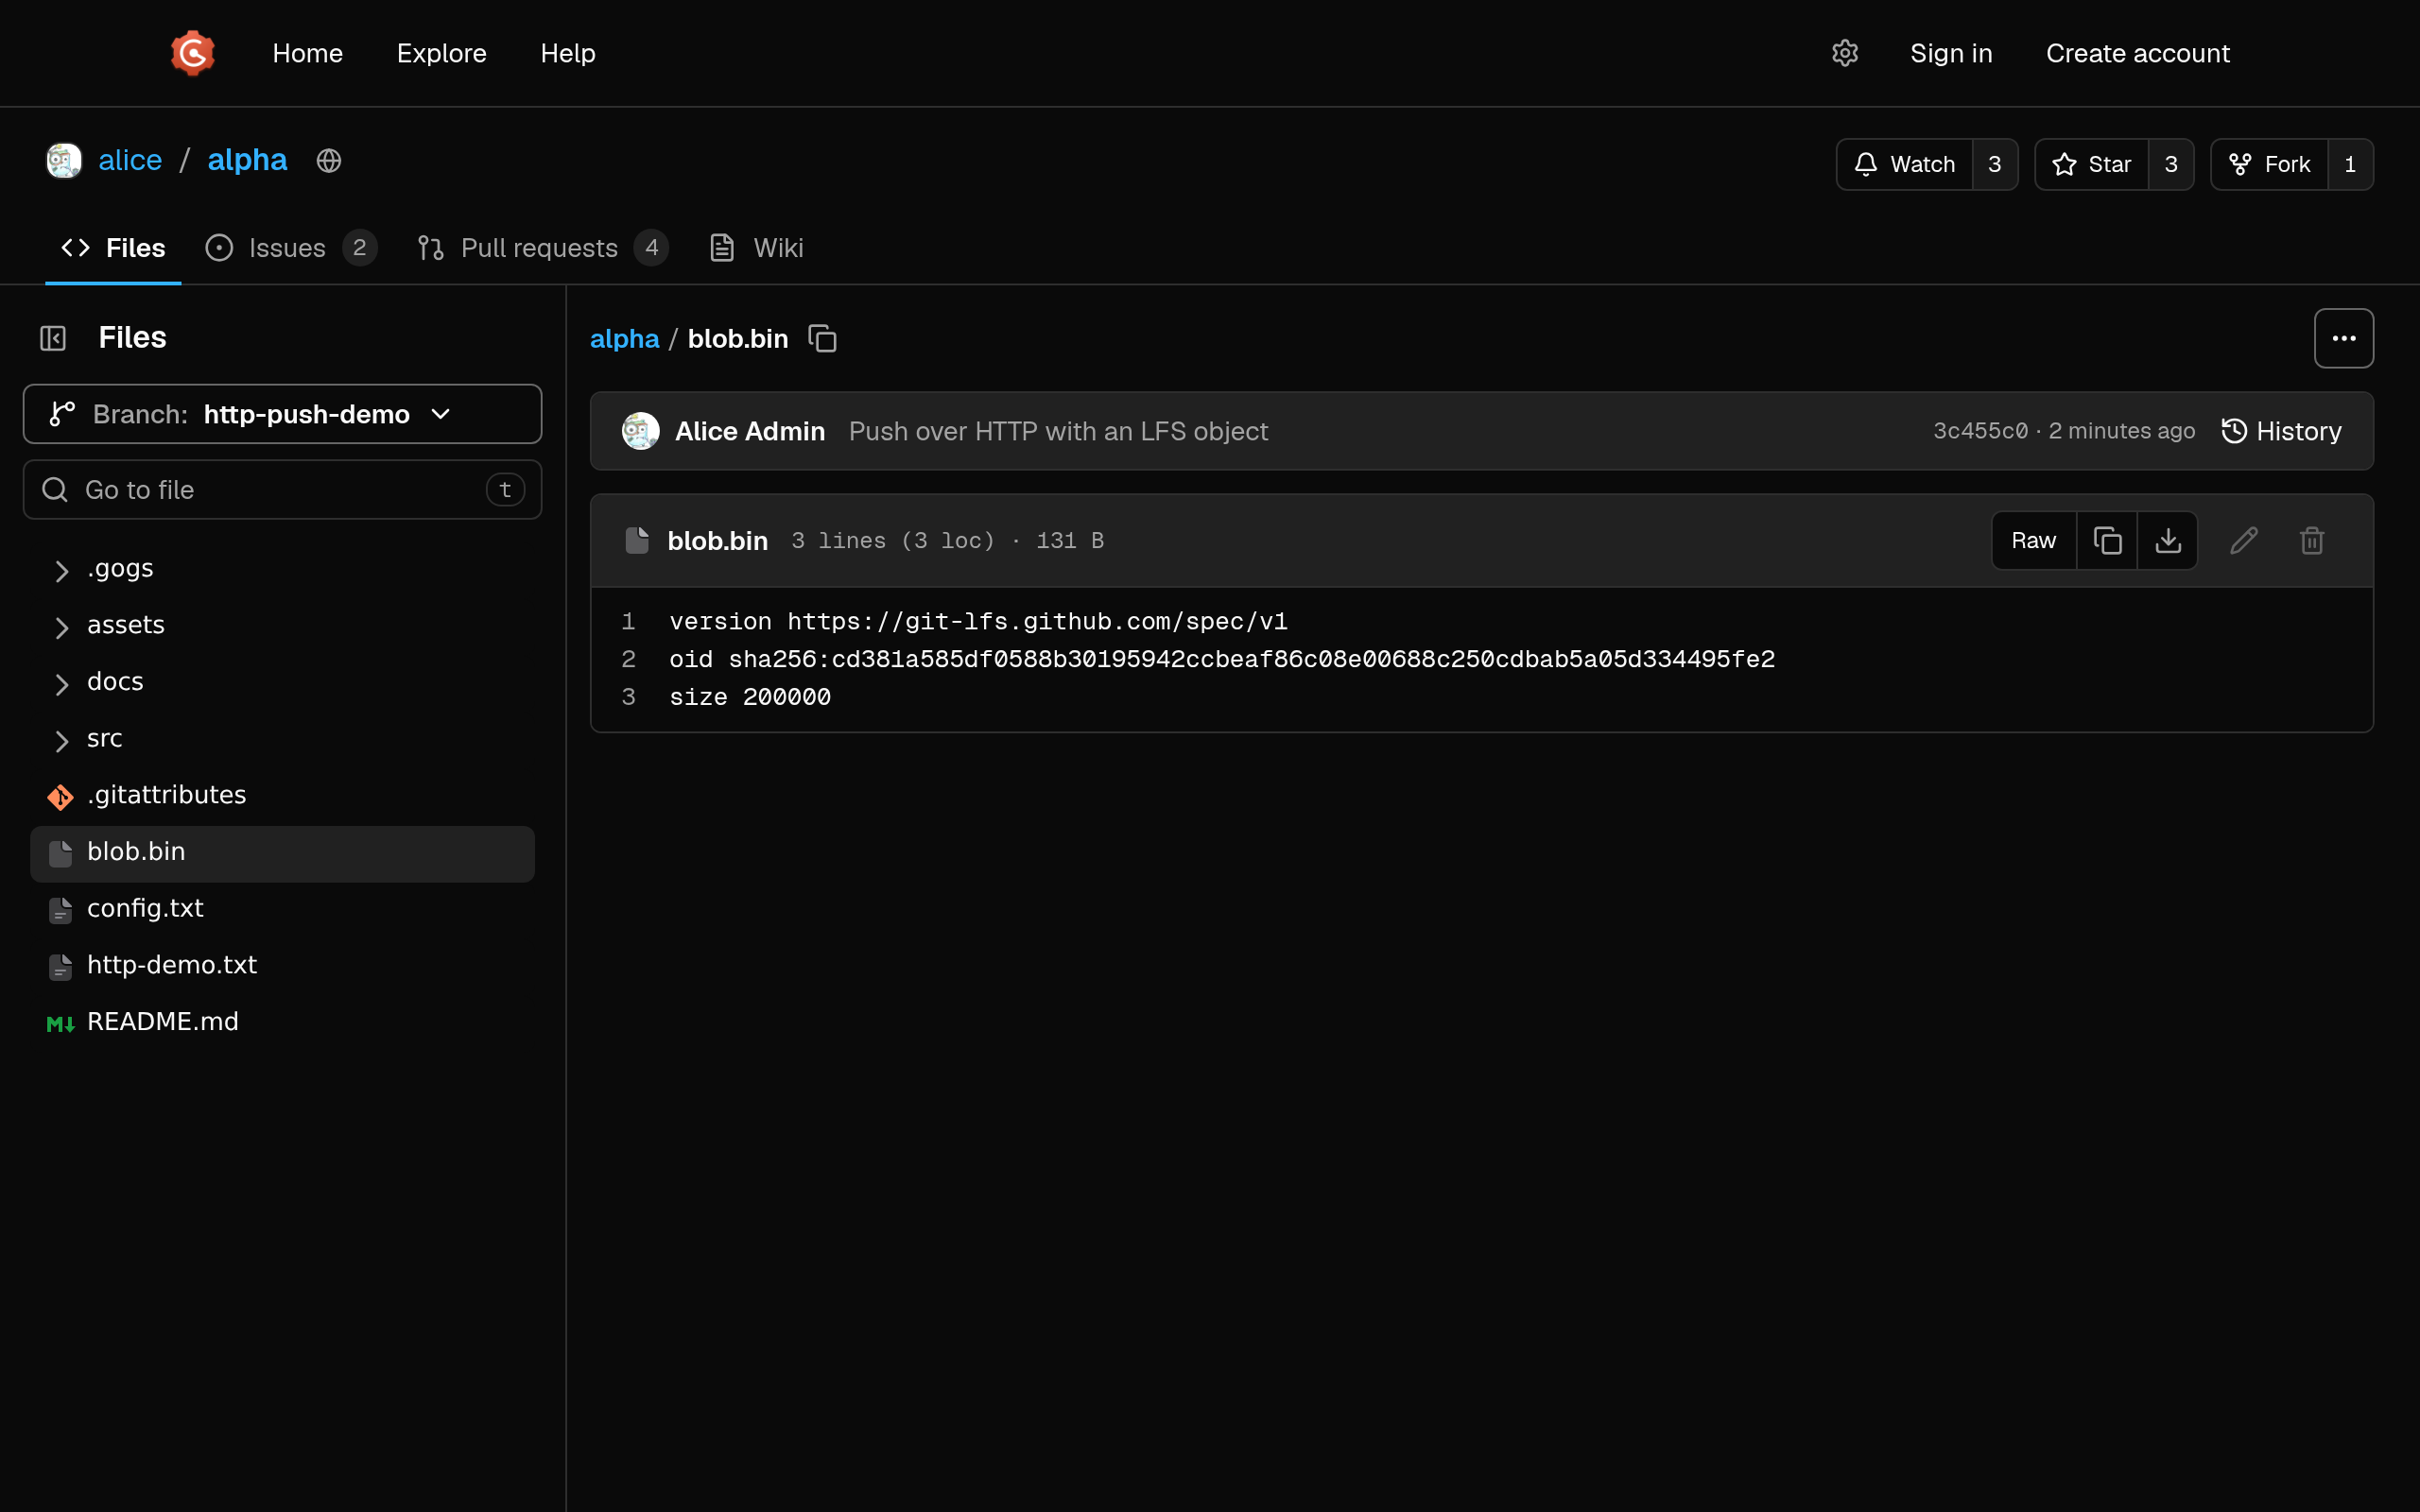 Home Explore Help Sign in Create account
alice / alpha Watch 3 Star 3 Fork 1
Files Issues 2 Pull requests 4 Wiki
Files
Branch: http-push-demo
Go to file t
.gogs
assets
docs
src
.gitattributes
blob.bin
config.txt
http-demo.txt
README.md
alpha / blob.bin
Alice Admin Push over HTTP with an LFS object 3c455c0 · 2 minutes ago History
blob.bin 3 lines (3 loc) · 131 B Raw
1 version https://git-lfs.github.com/spec/v1
2 oid sha256:cd381a585df0588b30195942ccbeaf86c08e00688c250cdbab5a05d334495fe2
3 size 200000